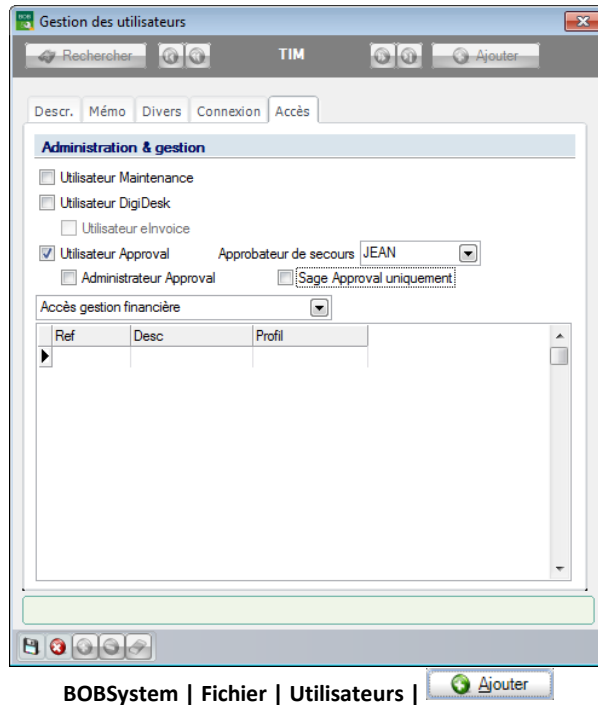 Gestion des utilisateurs
Rechercher TIM Ajouter
Descr. Mémo Divers Connexion Accès
Administration & gestion
Utilisateur Maintenance
Utilisateur DigiDesk
Utilisateur eInvoice
Utilisateur Approval Approbateur de secours JEAN
Administrateur Approval Sage Approval uniquement
Accès gestion financière
Ref Desc Profil
BOBSystem | Fichier | Utilisateurs | Ajouter